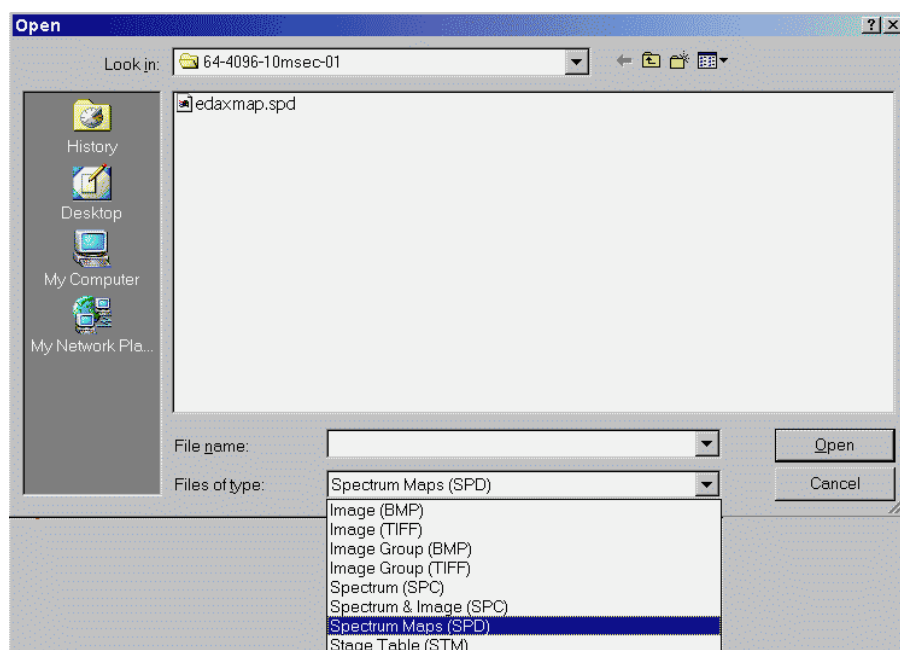 Open
Look in: 64-4096-10msec-01
edaxmap.spd
History
Desktop
My Computer
My Network Pla...
File name:
Open
Files of type: Spectrum Maps (SPD)
Cancel
Image (BMP)
Image (TIFF)
Image Group (BMP)
Image Group (TIFF)
Spectrum (SPC)
Spectrum & Image (SPC)
Spectrum Maps (SPD)
Stage Table (STM)